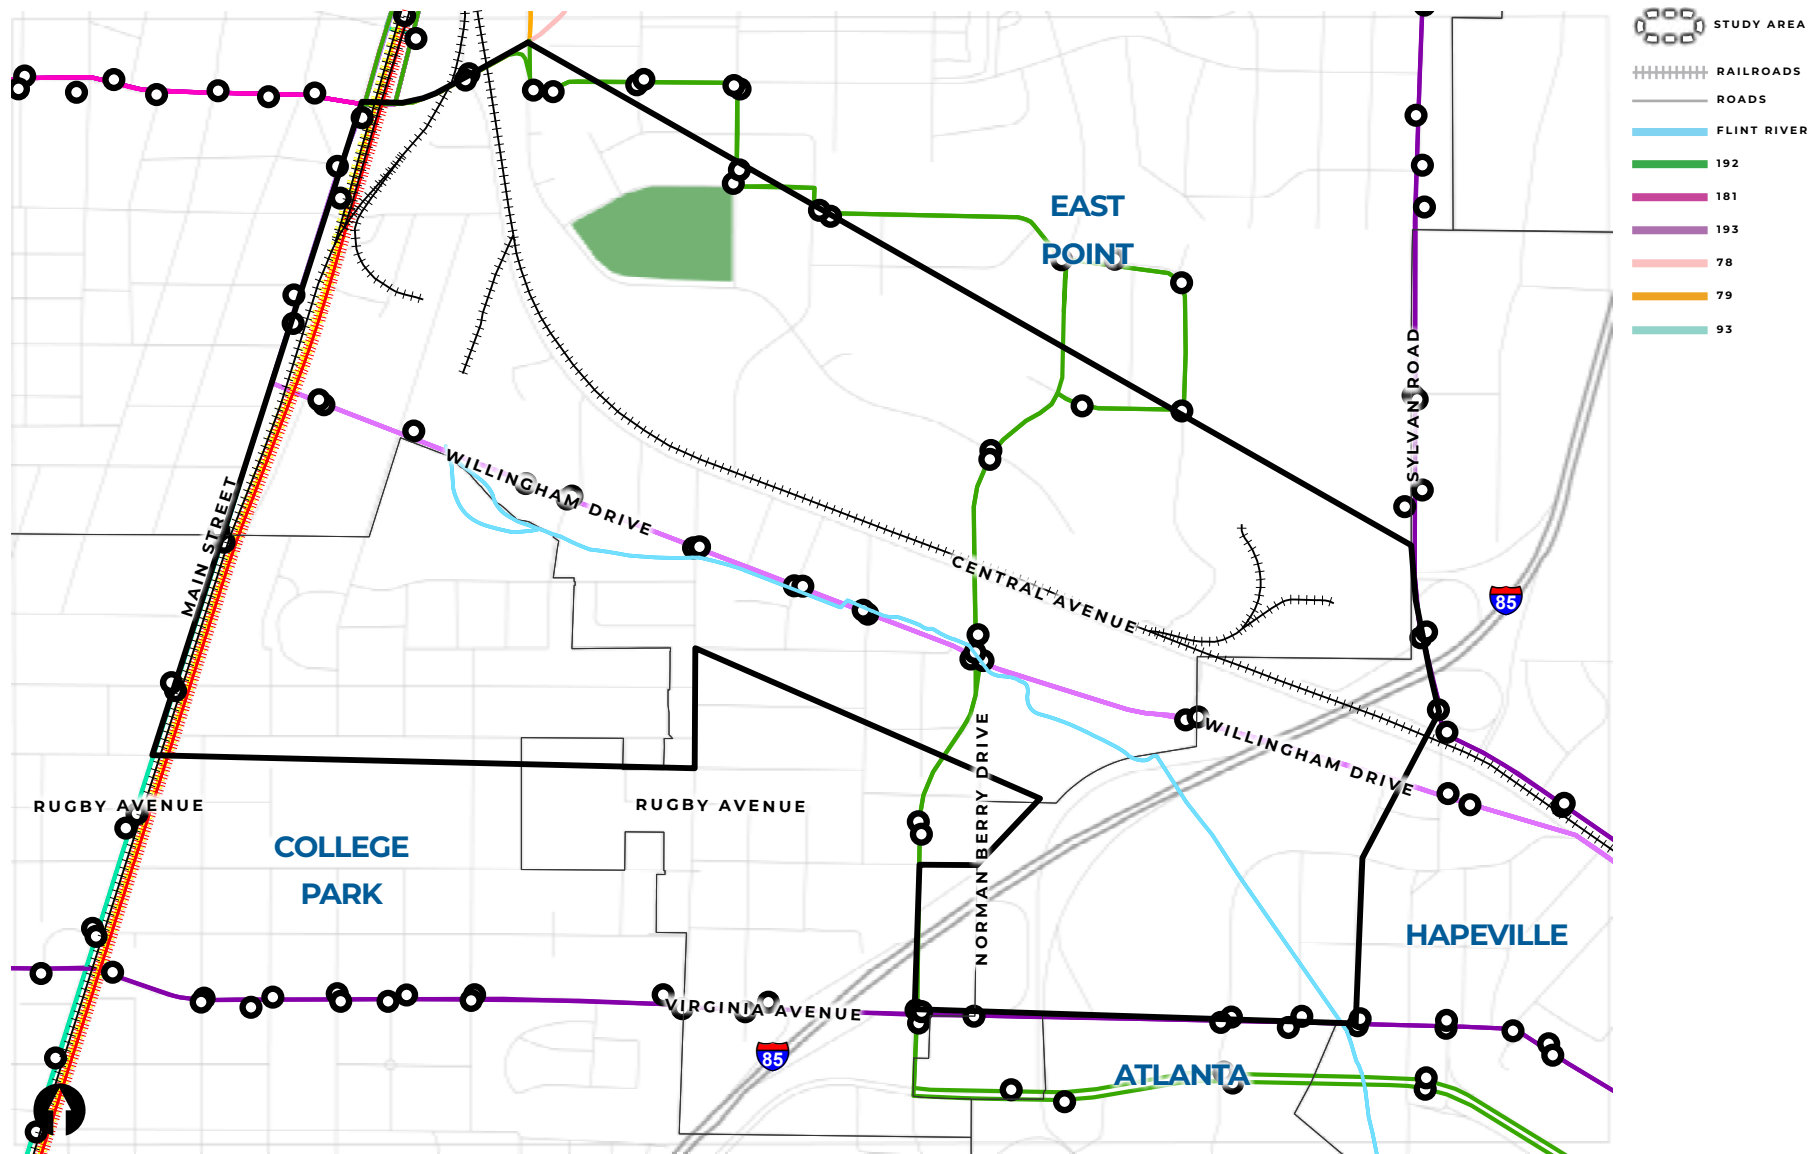 STUDY AREA
RAILROADS
ROADS
FLINT RIVER
192
181
193
78
79
93
EAST
POINT
SYLVAN ROAD
MAIN STREET
WILLINGHAM DRIVE
CENTRAL AVENUE
85
NORMAN BERRY DRIVE
WILLINGHAM DRIVE
RUGBY AVENUE
RUGBY AVENUE
COLLEGE
PARK
HAPEVILLE
VIRGINIA AVENUE
85
ATLANTA